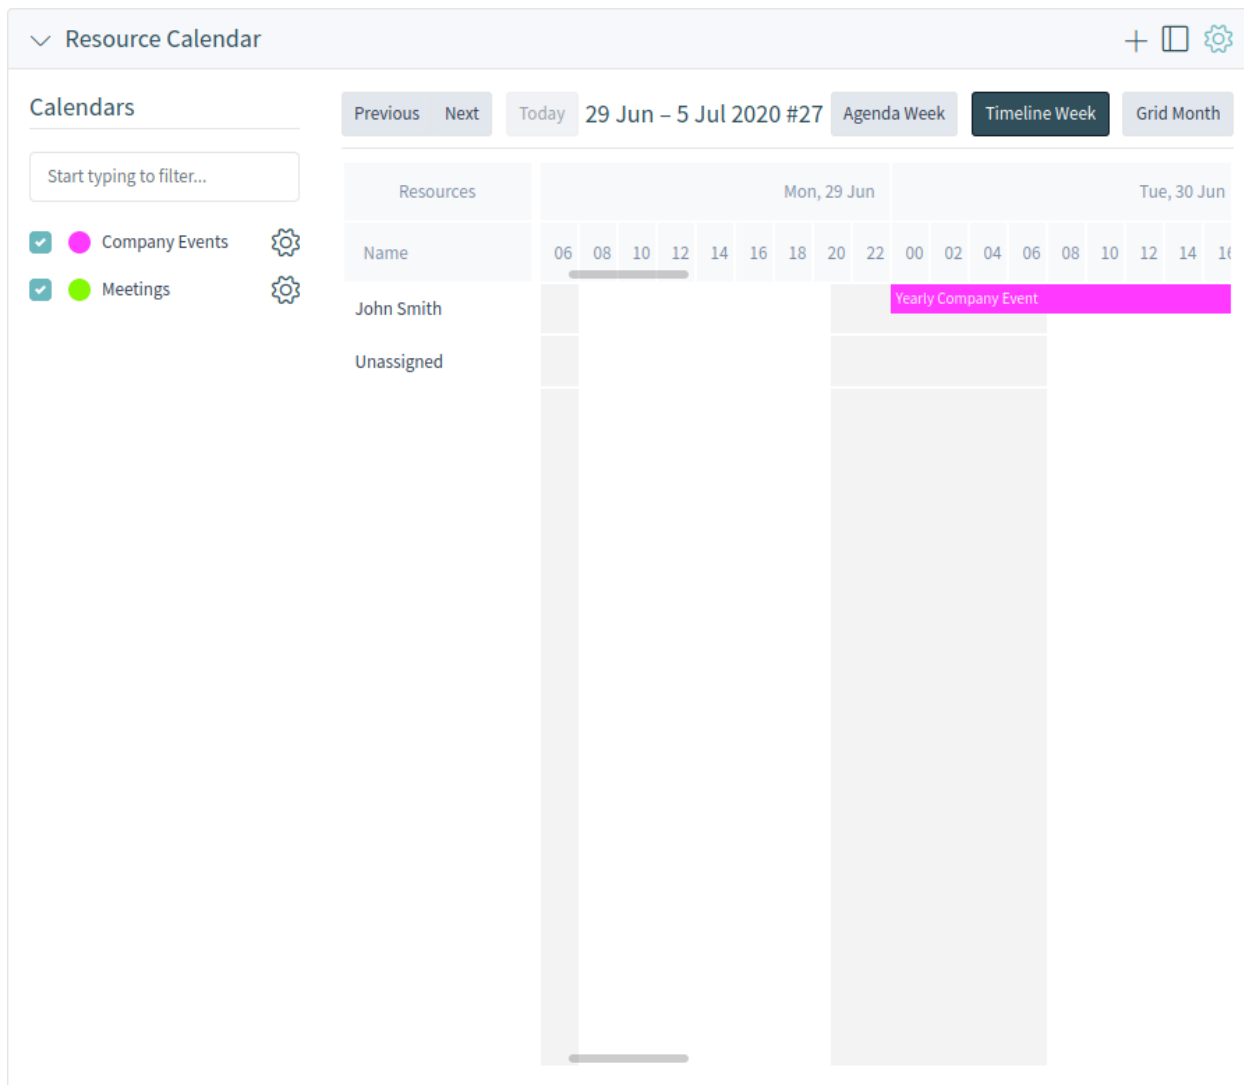 Resource Calendar
Calendars
Previous Next Today 29 Jun – 5 Jul 2020 #27 Agenda Week Timeline Week Grid Month
Start typing to filter...
Resources Mon, 29 Jun Tue, 30 Jun
Name 06 08 10 12 14 16 18 20 22 00 02 04 06 08 10 12 14
Company Events
Meetings
John Smith Yearly Company Event
Unassigned